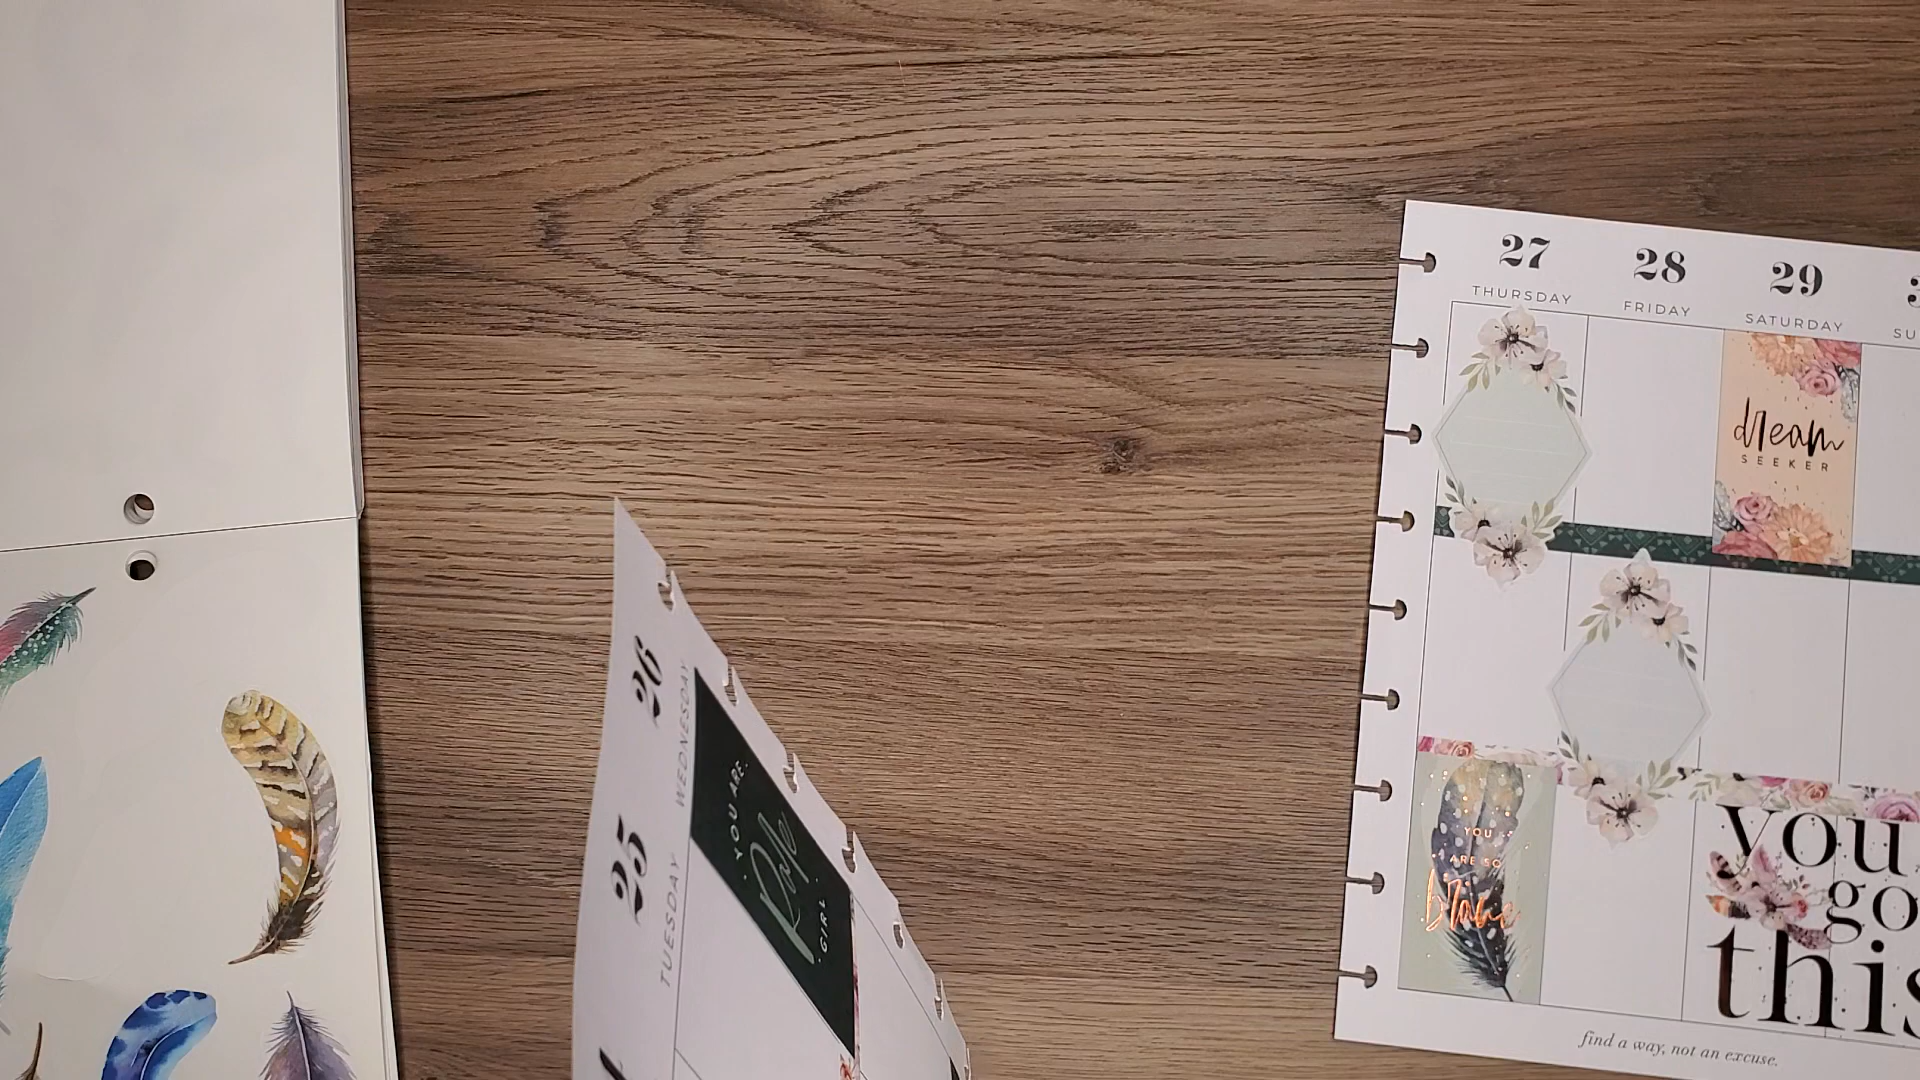 27 28 29
THURSDAY FRIDAY SATURDAY
dream
SEEKER
YOU
ARE SO
brave
you
go
this
find a way, not an excuse.
26
WEDNESDAY
25
TUESDAY
YOU ARE
GIRL